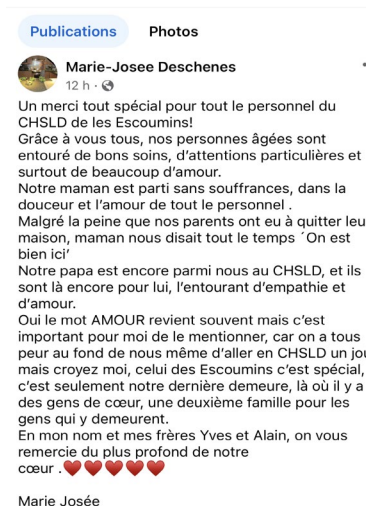 Publications Photos
Marie-Josee Deschenes
12 h ·
Un merci tout spécial pour tout le personnel du
CHSLD de les Escoumins!
Grâce à vous tous, nos personnes âgées sont
entouré de bons soins, d'attentions particulières et
surtout de beaucoup d'amour.
Notre maman est parti sans souffrances, dans la
douceur et l'amour de tout le personnel .
Malgré la peine que nos parents ont eu à quitter leu
maison, maman nous disait tout le temps ´On est
bien ici'
Notre papa est encore parmi nous au CHSLD, et ils
sont là encore pour lui, l'entourant d'empathie et
d'amour.
Oui le mot AMOUR revient souvent mais c'est
important pour moi de le mentionner, car on a tous
peur au fond de nous même d'aller en CHSLD un jou
mais croyez moi, celui des Escoumins c'est spécial,
c'est seulement notre dernière demeure, là où il y a
des gens de cœur, une deuxième famille pour les
gens qui y demeurent.
En mon nom et mes frères Yves et Alain, on vous
remercie du plus profond de notre
cœur .♥️♥️♥️♥️♥️
Marie Josée